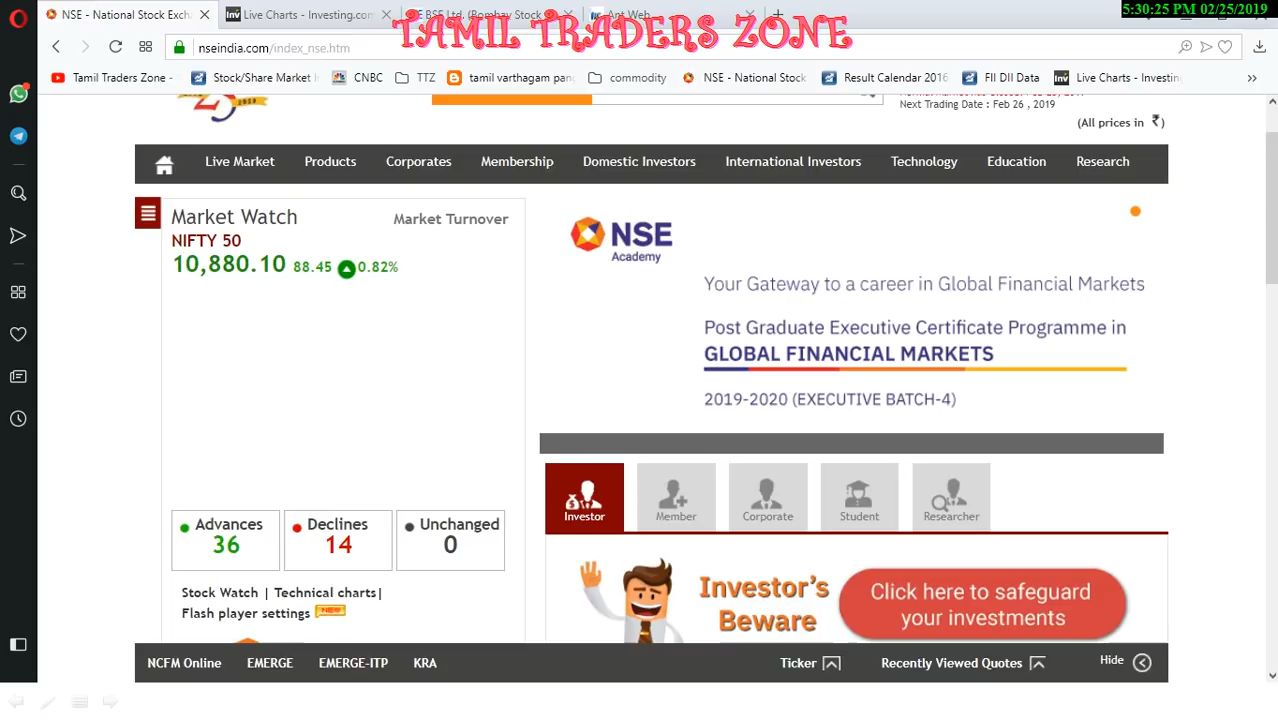 5:30:25 PM 02/25/2019
NSE - National Stock Exch
Live Charts - Investing.com
BSE Ltd. (Bombay Stock
Ant Web
TAMIL TRADERS ZONE
nseindia.com/index_nse.htm
Tamil Traders Zone -
Stock/Share Market
CNBC
TTZ
tamil varthagam pan
commodity
NSE - National Stock
Result Calendar 2016
FII DII Data
Live Charts - Investin
Next Trading Date : Feb 26 , 2019
(All prices in ₹)
Live Market
Products
Corporates
Membership
Domestic Investors
International Investors
Technology
Education
Research
Market Watch
Market Turnover
NIFTY 50
10,880.10 88.45 0.82%
NSE
Academy
Your Gateway to a career in Global Financial Markets
Post Graduate Executive Certificate Programme in
GLOBAL FINANCIAL MARKETS
2019-2020 (EXECUTIVE BATCH-4)
Investor
Member
Corporate
Student
Researcher
Advances
36
Declines
14
Unchanged
0
Stock Watch | Technical charts|
Flash player settings NEW
Investor's
Beware
Click here to safeguard
your investments
NCFM Online
EMERGE
EMERGE-ITP
KRA
Ticker
Recently Viewed Quotes
Hide